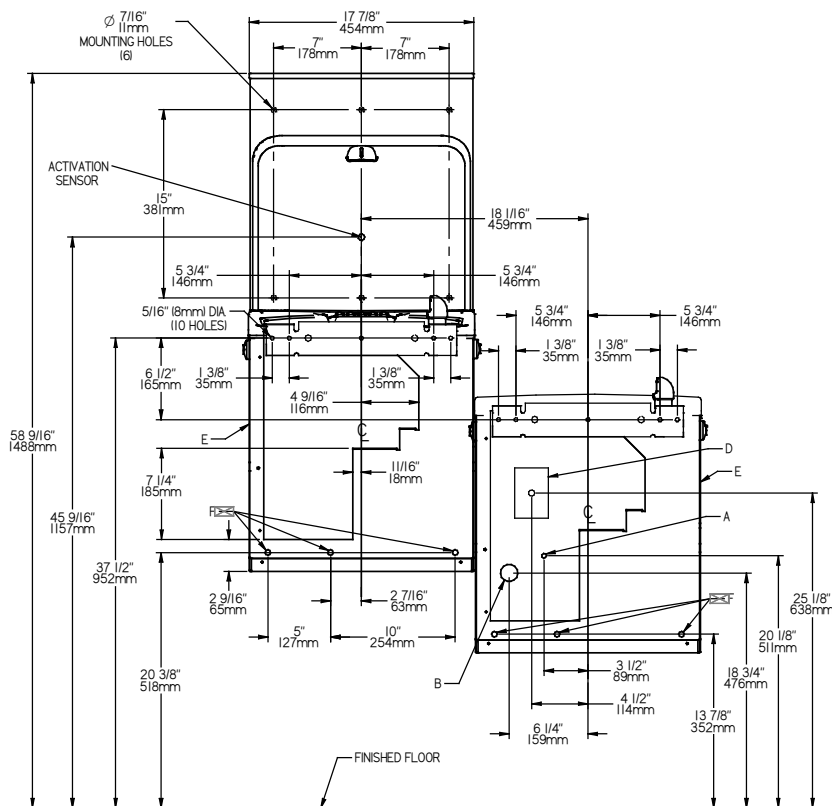 Ø 7/16"
11mm
MOUNTING HOLES
(6)
17 7/8"
454mm
7"
178mm
7"
178mm
ACTIVATION
SENSOR
15"
381mm
18 1/16"
459mm
5 3/4"
146mm
5 3/4"
146mm
5/16" (8mm) DIA
(10 HOLES)
5 3/4"
146mm
5 3/4"
146mm
6 1/2"
165mm
1 3/8"
35mm
1 3/8"
35mm
1 3/8"
35mm
1 3/8"
35mm
4 9/16"
116mm
58 9/16"
1488mm
E
CL
D
E
11/16"
18mm
7 1/4"
185mm
CL
A
45 9/16"
1157mm
F
37 1/2"
952mm
2 9/16"
65mm
2 7/16"
63mm
F
25 1/8"
638mm
5"
127mm
10"
254mm
20 1/8"
511mm
20 3/8"
518mm
3 1/2"
89mm
18 3/4"
476mm
B
4 1/2"
114mm
13 7/8"
352mm
6 1/4"
159mm
FINISHED FLOOR